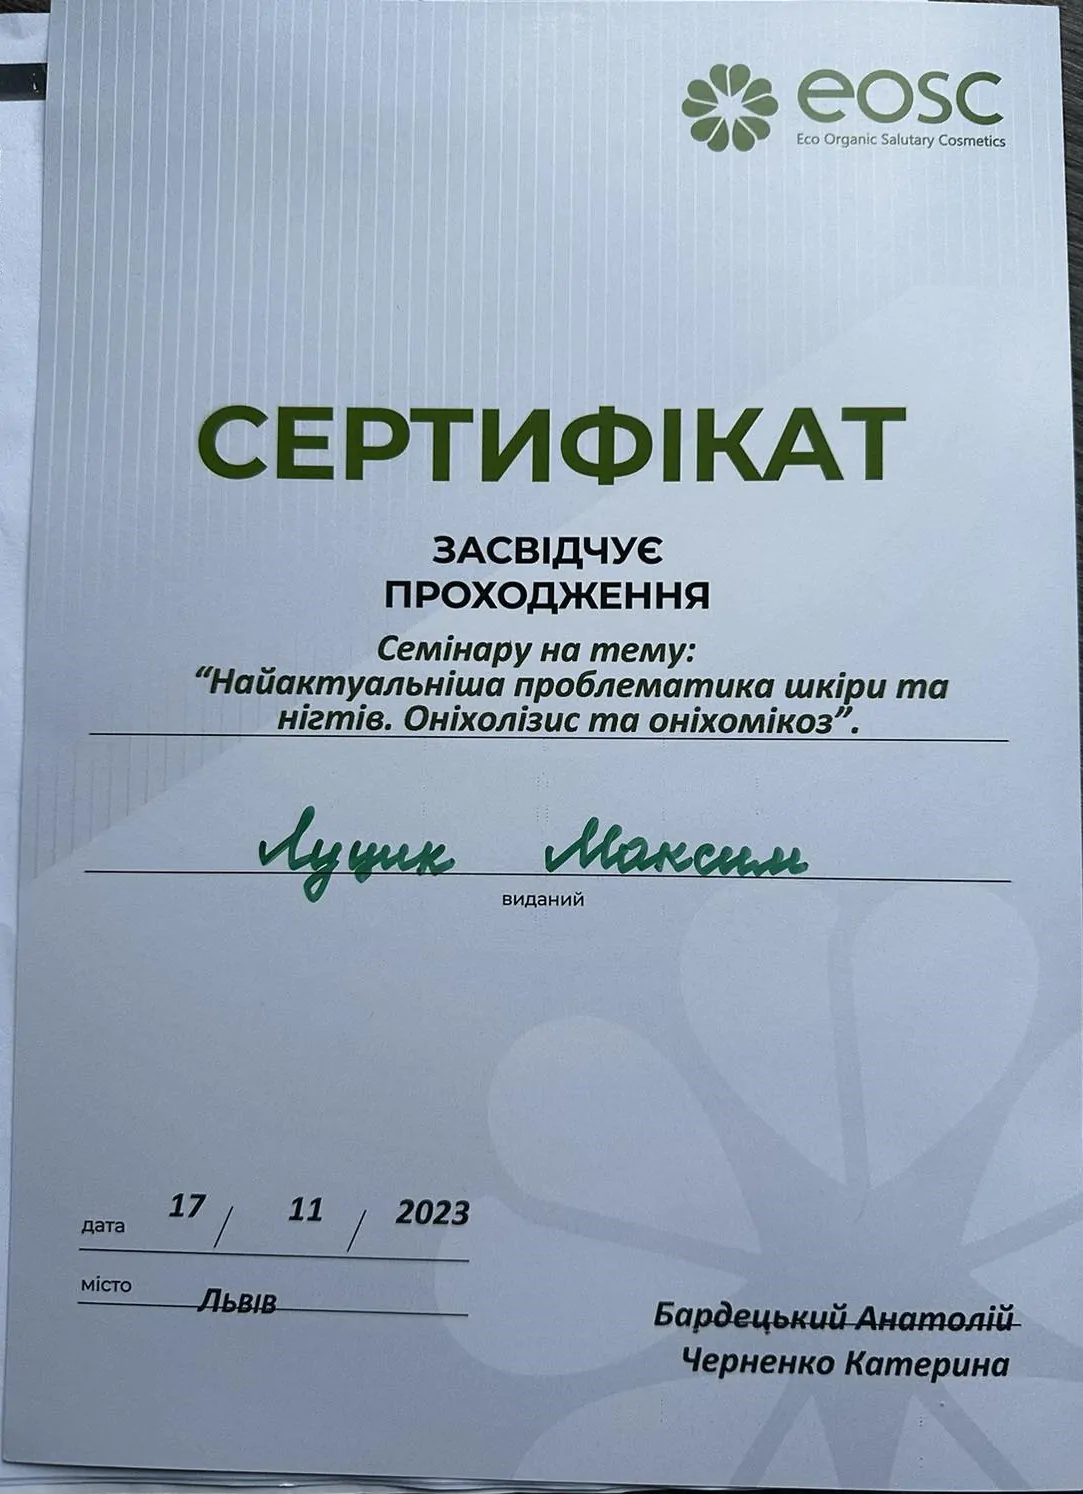 eosc
Eco Organic Salutary Cosmetics
СЕРТИФІКАТ
ЗАСВІДЧУЄ
ПРОХОДЖЕННЯ
Семінару на тему:
“Найактуальніша проблематика шкіри та
нігтів. Оніхолізис та оніхомікоз”.
Луцик Максим
виданий
дата 17 / 11 / 2023
місто Львів
Бардецький Анатолій
Черненко Катерина